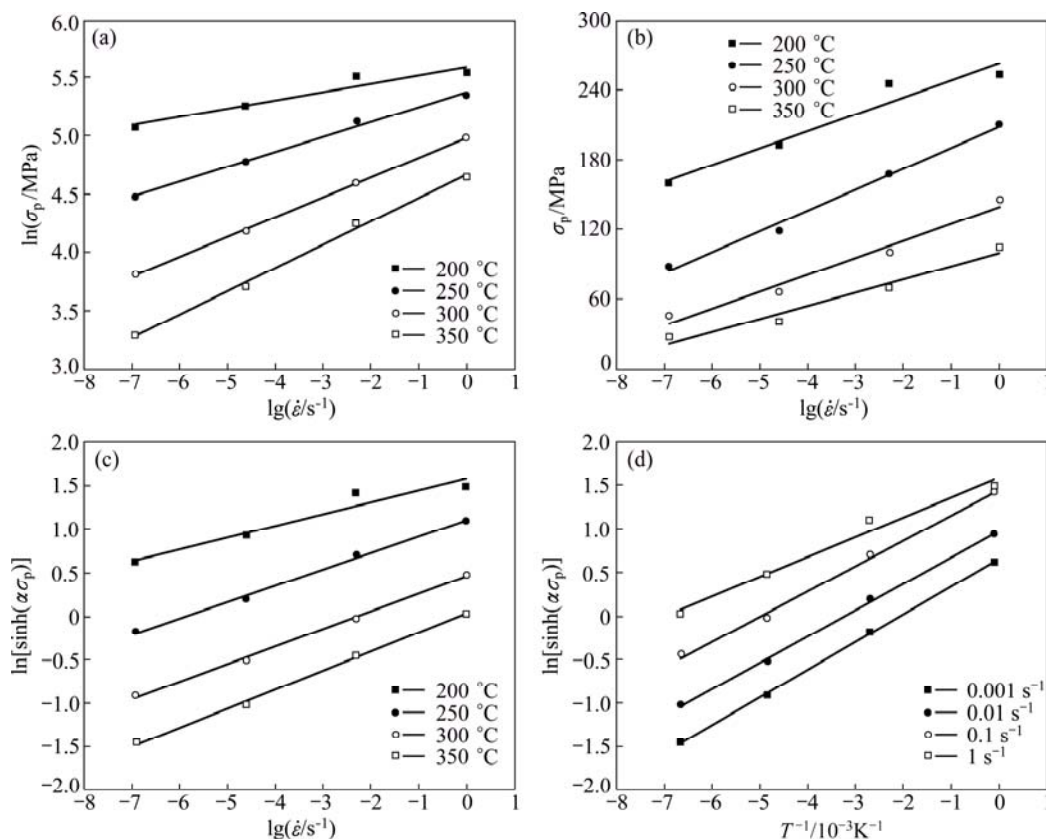 (a)
6.0
5.5
5.0
4.5
4.0
3.5
3.0
ln(σp/MPa)
200 °C
250 °C
300 °C
350 °C
−8 −7 −6 −5 −4 −3 −2 −1 0 1
lg(ε̇/s⁻¹)
(b)
300
240
180
120
60
0
σp/MPa
200 °C
250 °C
300 °C
350 °C
−8 −7 −6 −5 −4 −3 −2 −1 0 1
lg(ε̇/s⁻¹)
(c)
2.0
1.5
1.0
0.5
0
−0.5
−1.0
−1.5
−2.0
ln[sinh(ασp)]
200 °C
250 °C
300 °C
350 °C
−8 −7 −6 −5 −4 −3 −2 −1 0 1
lg(ε̇/s⁻¹)
(d)
2.0
1.5
1.0
0.5
0
−0.5
−1.0
−1.5
−2.0
ln[sinh(ασp)]
0.001 s⁻¹
0.01 s⁻¹
0.1 s⁻¹
1 s⁻¹
−8 −7 −6 −5 −4 −3 −2 −1 0 1
T⁻¹/10⁻³K⁻¹